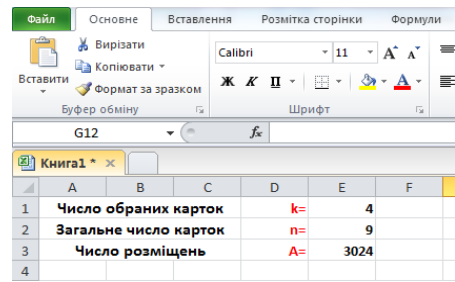 Файл Основне Вставлення Розмітка сторінки Формули
Вирізати
Копіювати
Формат за зразком
Вставити
Буфер обміну
Calibri 11 A A
Ж К П A
Шрифт
G12 fx
Книга1 *
A B C D E F
1 Число обраних карток k= 4
2 Загальне число карток n= 9
3 Число розміщень A= 3024
4